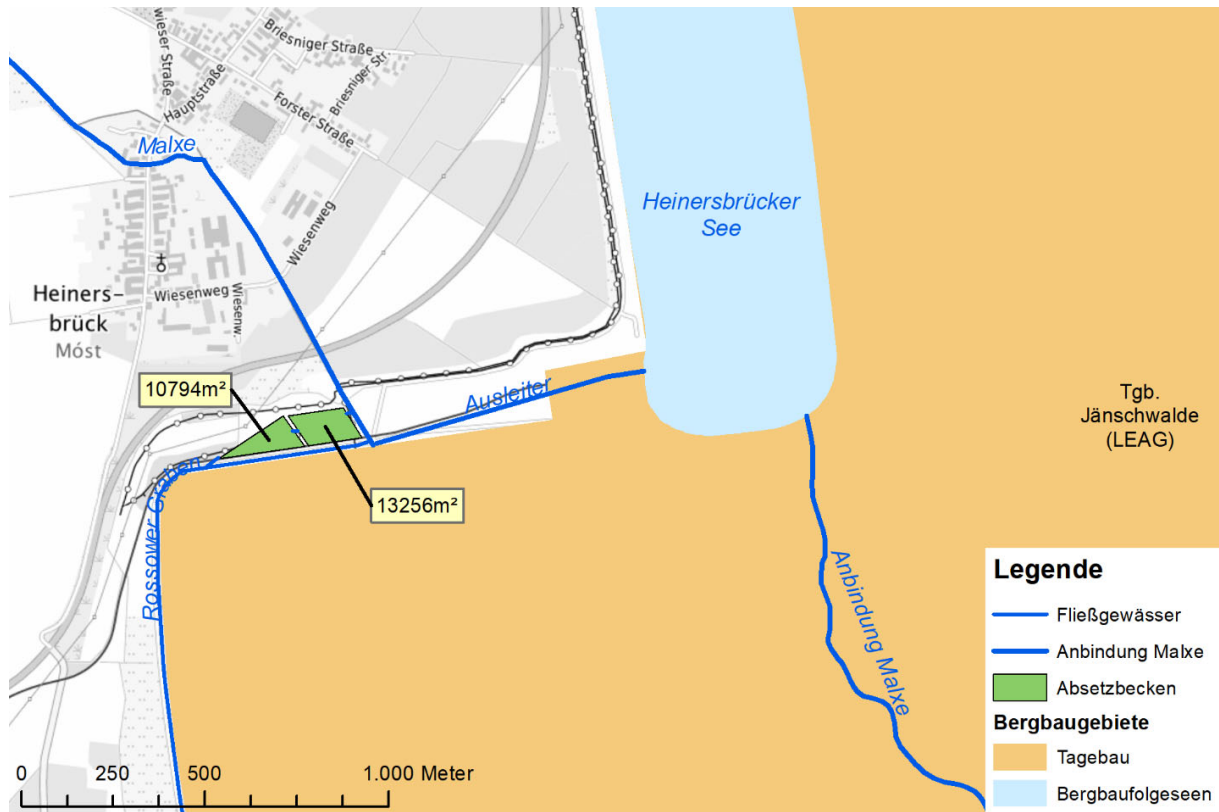 wieser Straße
Briesniger Straße
Hauptstraße
Briesniger Str.
Forster Straße
Malxe
Heinersbrücker
See
Wiesenweg
Wiesenweg
Wiesenw.
Heiners-
brück
Móst
10794m²
Ausleiter
Tgb.
Jänschwalde
(LEAG)
13256m²
Rossower Graben
Anbindung Malxe
Legende
Fließgewässer
Anbindung Malxe
Absetzbecken
Bergbaugebiete
Tagebau
Bergbaufolgeseen
0 250 500 1.000 Meter